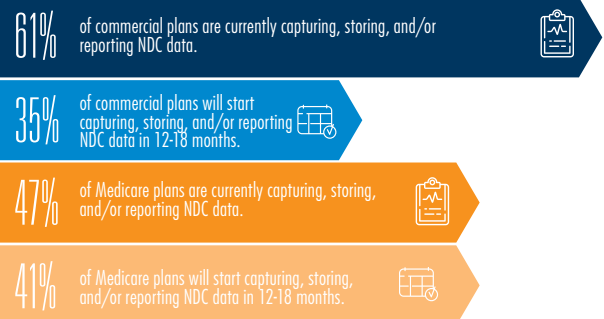 61%
of commercial plans are currently capturing, storing, and/or
reporting NDC data.
35%
of commercial plans will start
capturing, storing, and/or reporting
NDC data in 12-18 months.
47%
of Medicare plans are currently capturing, storing,
and/or reporting NDC data.
41%
of Medicare plans will start capturing, storing,
and/or reporting NDC data in 12-18 months.